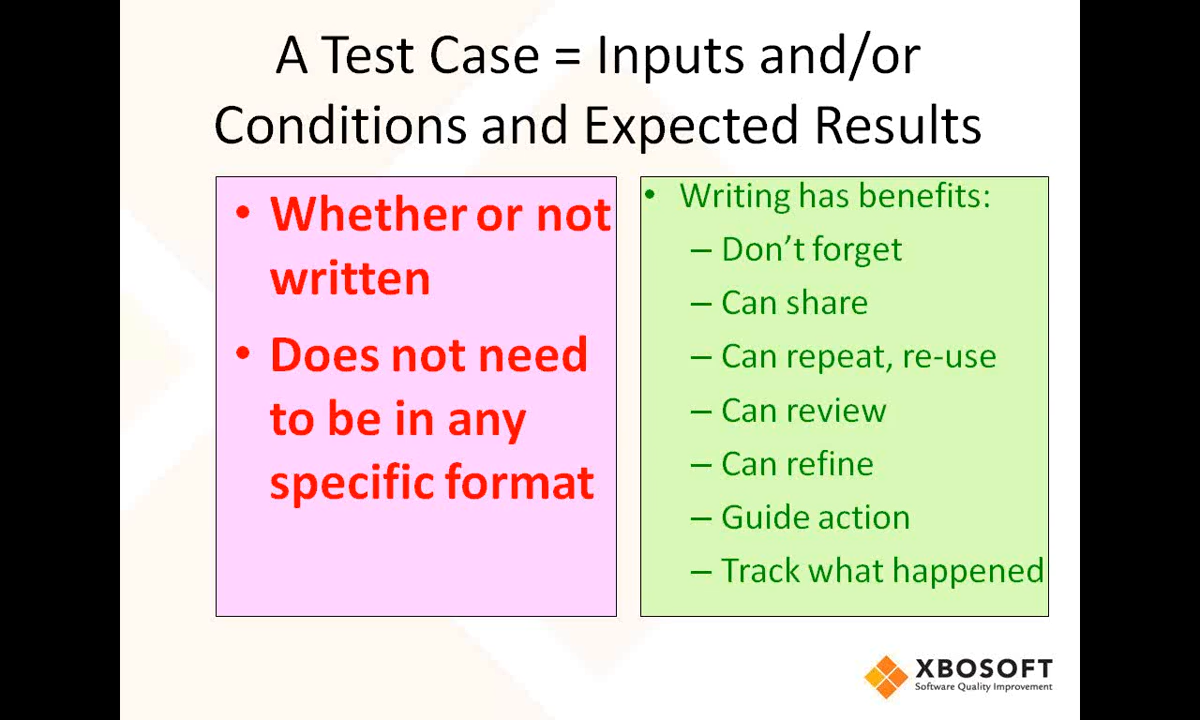 A Test Case = Inputs and/or
Conditions and Expected Results
• Whether or not
written
• Does not need
to be in any
specific format
• Writing has benefits:
– Don’t forget
– Can share
– Can repeat, re-use
– Can review
– Can refine
– Guide action
– Track what happened
XBOSOFT
Software Quality Improvement